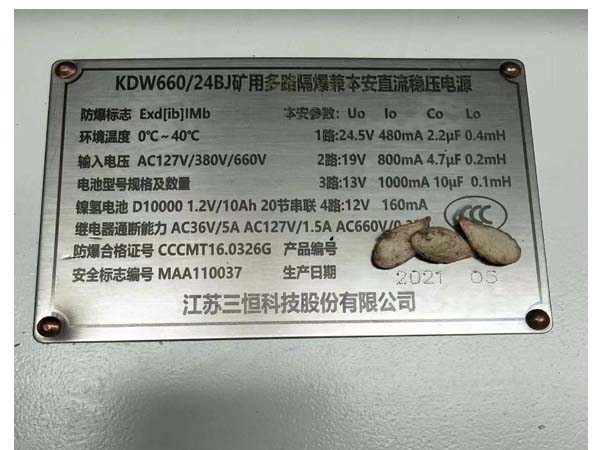 KDW660/24BJ矿用多路隔爆兼本安直流稳压电源
防爆标志 Exd[ib]IMb 本安参数: Uo Io Co Lo
环境温度 0℃~40℃ 1路:24.5V 480mA 2.2μF 0.4mH
输入电压 AC127V/380V/660V 2路:19V 800mA 4.7μF 0.2mH
电池型号规格及数量 3路:13V 1000mA 10μF 0.1mH
镍氢电池 D10000 1.2V/10Ah 20节串联 4路:12V 160mA
继电器通断能力 AC36V/5A AC127V/1.5A AC660V/
防爆合格证号 CCCMT16.0326G 产品编号
安全标志编号 MAA110037 生产日期 2021 05
江苏三恒科技股份有限公司